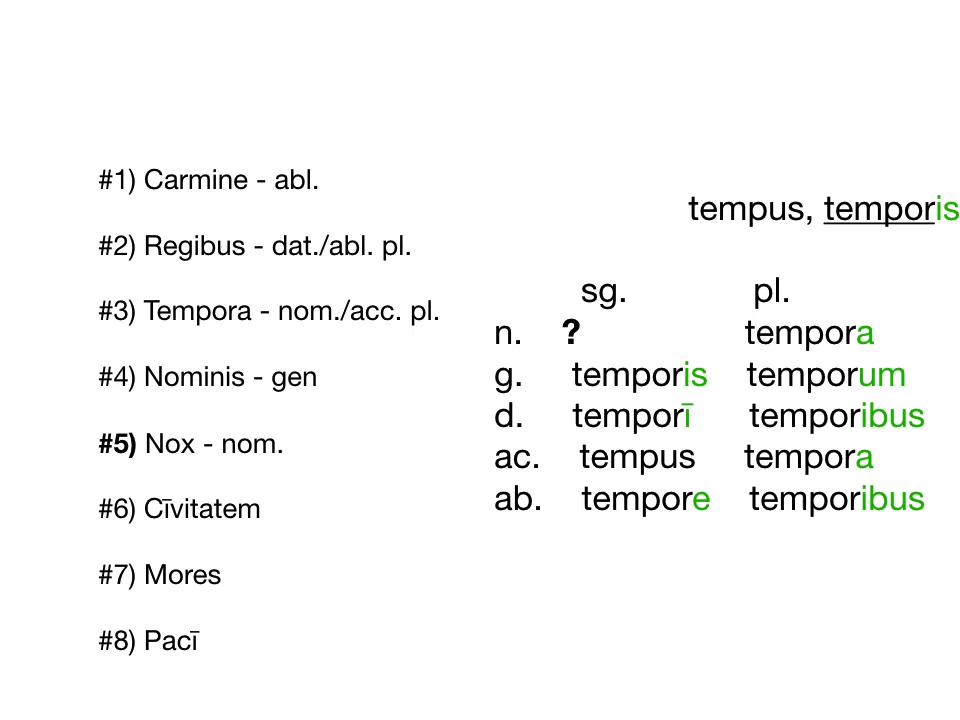 #1) Carmine - abl.
#2) Regibus - dat./abl. pl.
#3) Tempora - nom./acc. pl.
#4) Nominis - gen
#5) Nox - nom.
#6) Cīvitatem
#7) Mores
#8) Pacī
tempus, temporis
sg. pl.
n. ? tempora
g. temporis temporum
d. temporī temporibus
ac. tempus tempora
ab. tempore temporibus